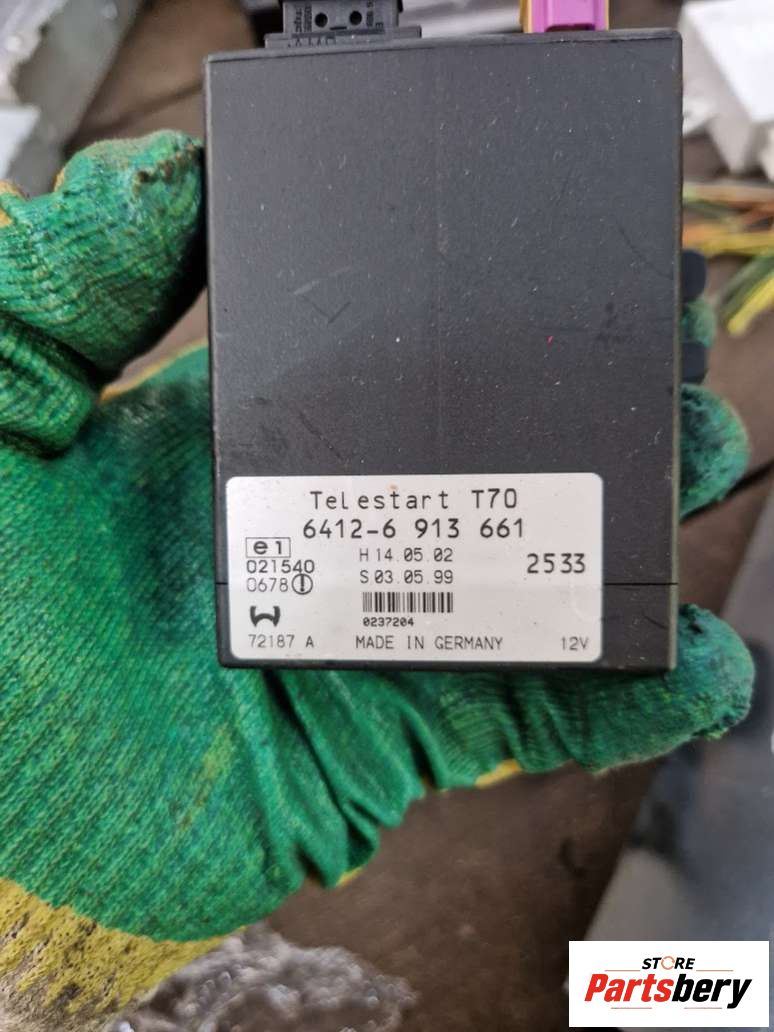 Telestart T70
6412-6 913 661
e1
H 14.05.02
021540
2533
S 03.05.99
0678
0237204
72187 A
MADE IN GERMANY
12V
STORE
Partsbery